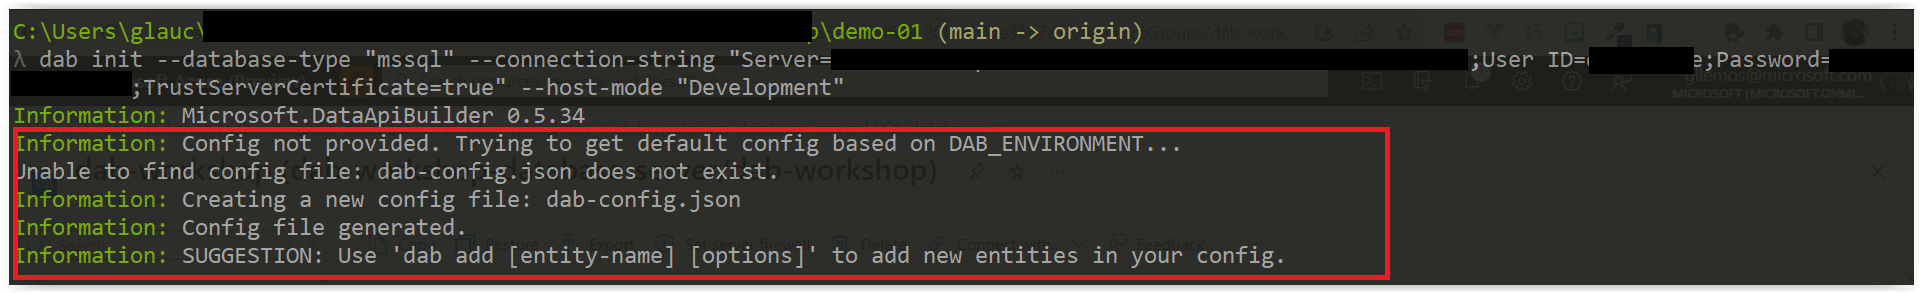 C:\Users\glauc\ p\demo-01 (main -> origin)
λ dab init --database-type "mssql" --connection-string "Server= ;User ID= e;Password=
;TrustServerCertificate=true" --host-mode "Development"
Information: Microsoft.DataApiBuilder 0.5.34
Information: Config not provided. Trying to get default config based on DAB_ENVIRONMENT...
Unable to find config file: dab-config.json does not exist.
Information: Creating a new config file: dab-config.json
Information: Config file generated.
Information: SUGGESTION: Use 'dab add [entity-name] [options]' to add new entities in your config.